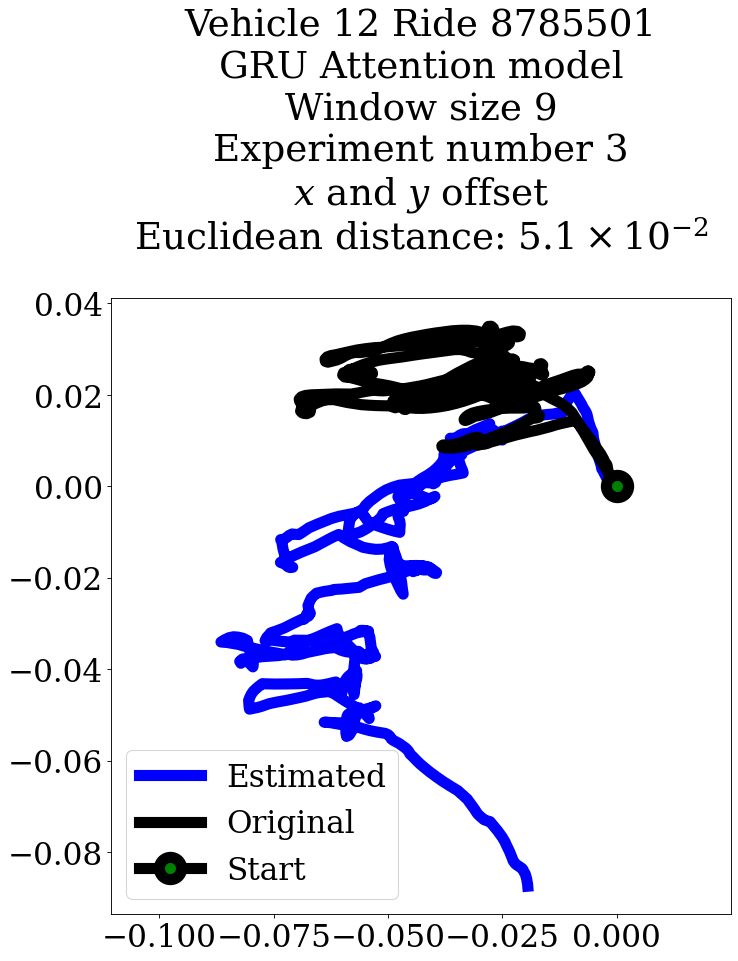 Vehicle 12 Ride 8785501
GRU Attention model
Window size 9
Experiment number 3
x and y offset
Euclidean distance: 5.1 × 10⁻²
0.04
0.02
0.00
−0.02
−0.04
−0.06
−0.08
Estimated
Original
Start
−0.100 −0.075 −0.050 −0.025 0.000